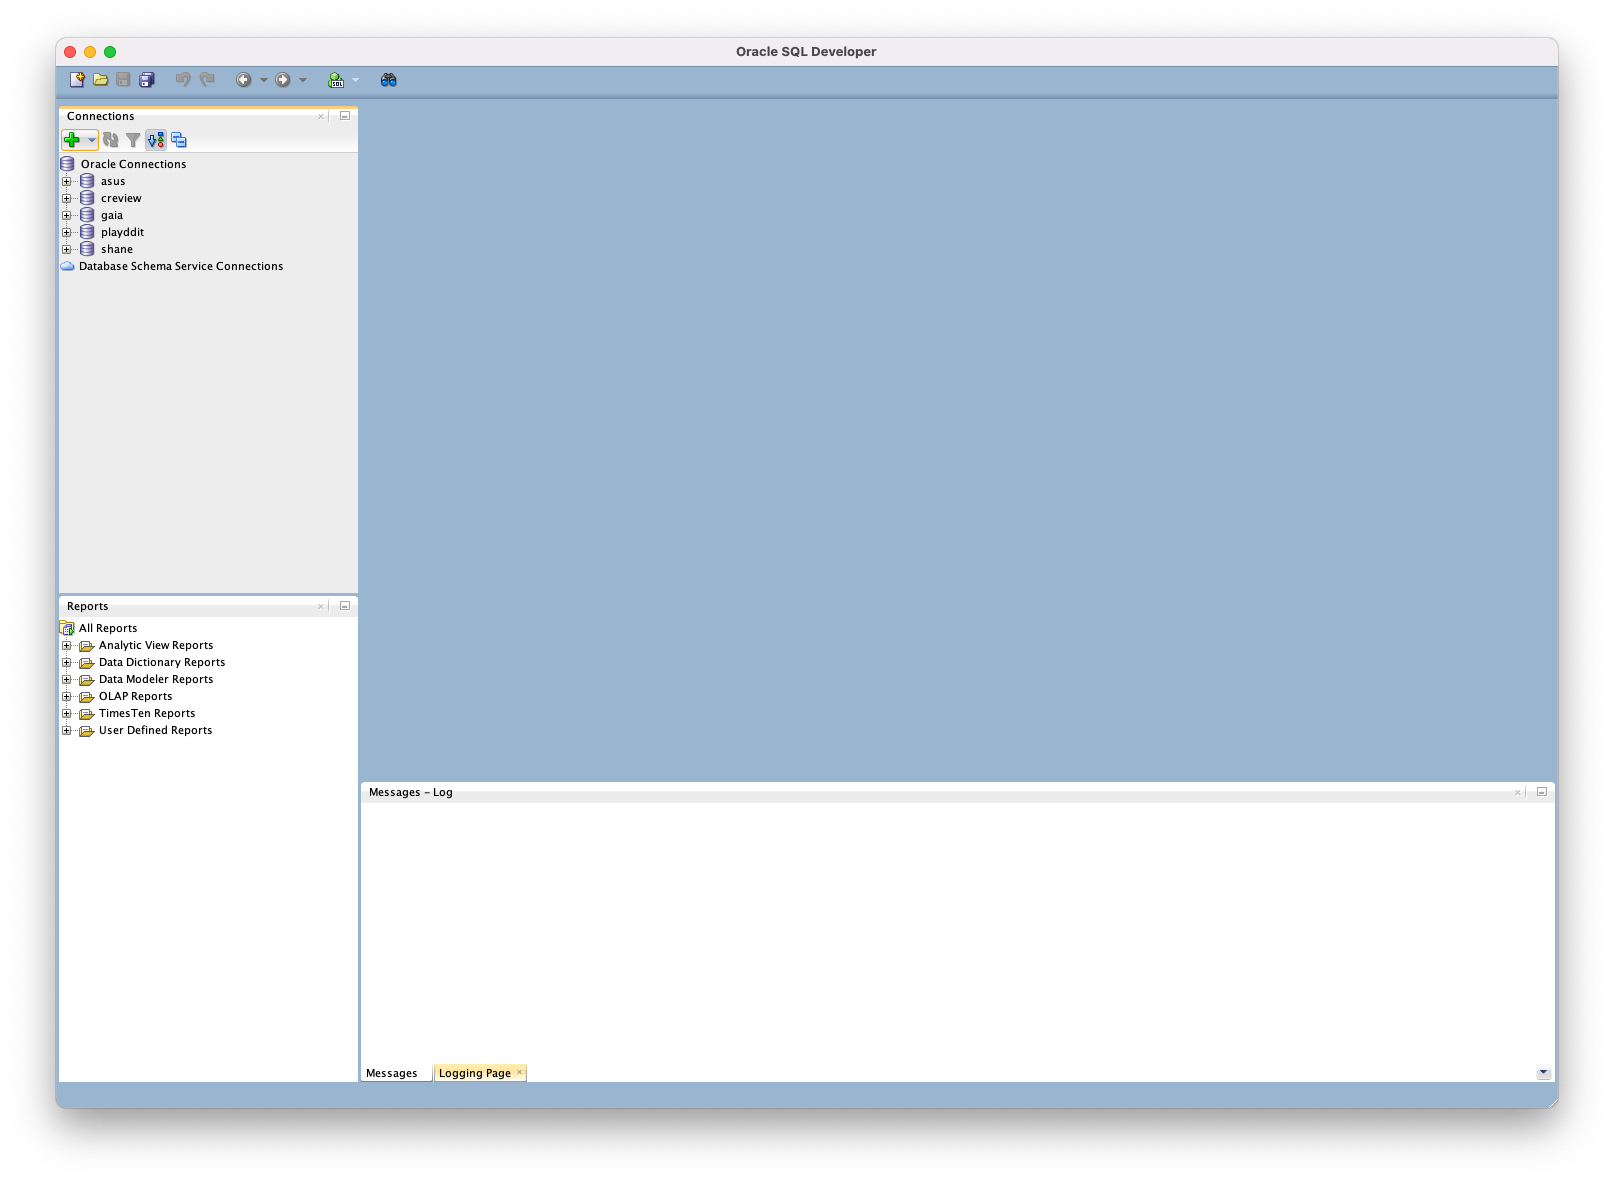 Oracle SQL Developer
SQL
Connections
Oracle Connections
asus
creview
gaia
playddit
shane
Database Schema Service Connections
Reports
All Reports
Analytic View Reports
Data Dictionary Reports
Data Modeler Reports
OLAP Reports
TimesTen Reports
User Defined Reports
Messages - Log
Messages
Logging Page